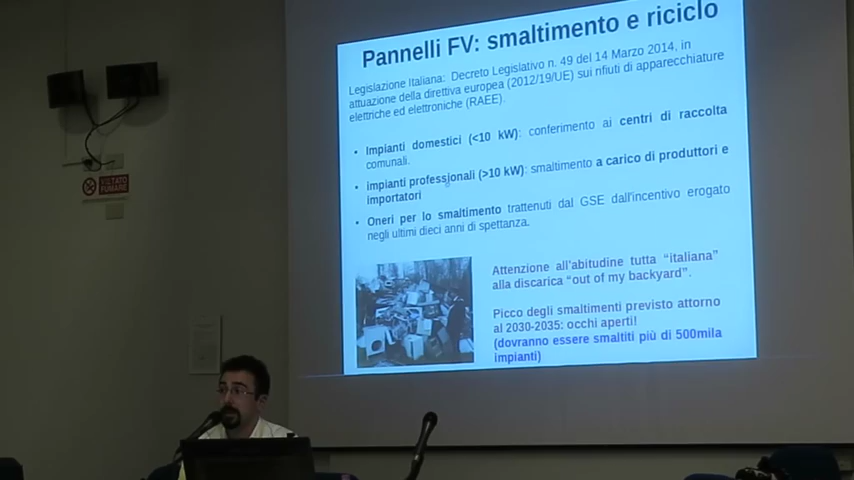 Pannelli FV: smaltimento e riciclo
Legislazione Italiana: Decreto Legislativo n. 49 del 14 Marzo 2014, in
attuazione della direttiva europea (2012/19/UE) sui rifiuti di apparecchiature
elettriche ed elettroniche (RAEE).
• Impianti domestici (<10 kW): conferimento ai centri di raccolta
comunali.
• Impianti professionali (>10 kW): smaltimento a carico di produttori e
importatori
• Oneri per lo smaltimento trattenuti dal GSE dall'incentivo erogato
negli ultimi dieci anni di spettanza.
Attenzione all'abitudine tutta "italiana"
alla discarica "out of my backyard".
Picco degli smaltimenti previsto attorno
al 2030-2035: occhi aperti!
(dovranno essere smaltiti più di 500mila
impianti)
VIETATO
FUMARE